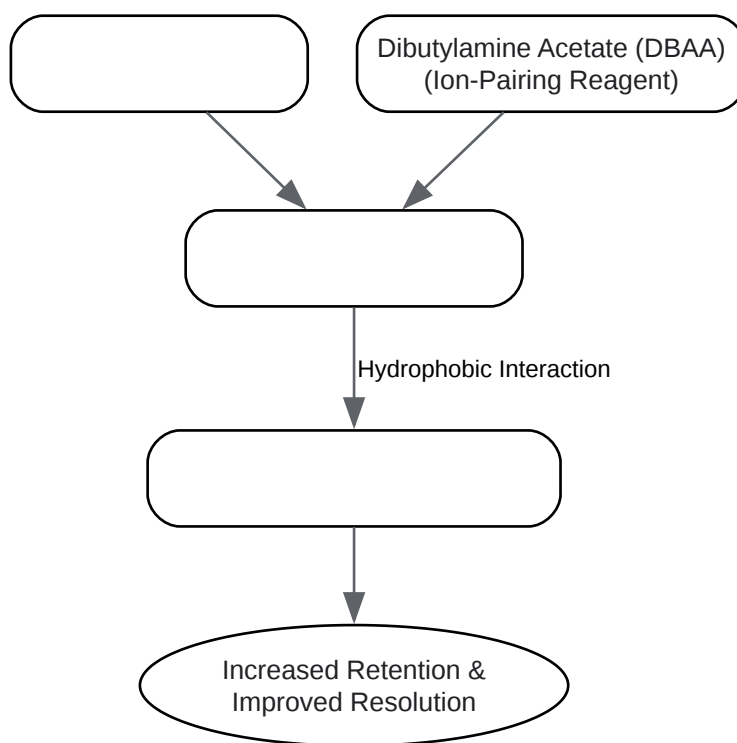 Dibutylamine Acetate (DBAA)
(Ion-Pairing Reagent)
Hydrophobic Interaction
Increased Retention &
Improved Resolution